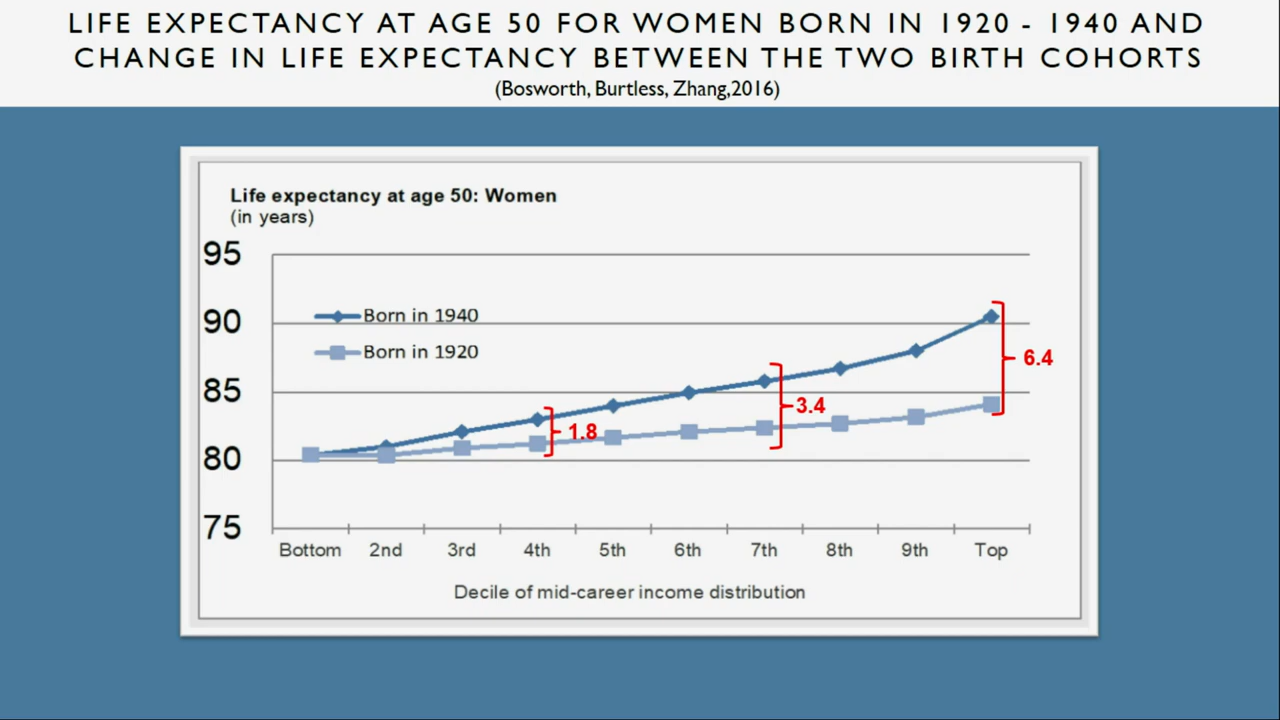 LIFE EXPECTANCY AT AGE 50 FOR WOMEN BORN IN 1920 - 1940 AND
CHANGE IN LIFE EXPECTANCY BETWEEN THE TWO BIRTH COHORTS
(Bosworth, Burtless, Zhang,2016)
Life expectancy at age 50: Women
(in years)
95
90
85
80
75
Born in 1940
Born in 1920
1.8
3.4
6.4
Bottom 2nd 3rd 4th 5th 6th 7th 8th 9th Top
Decile of mid-career income distribution